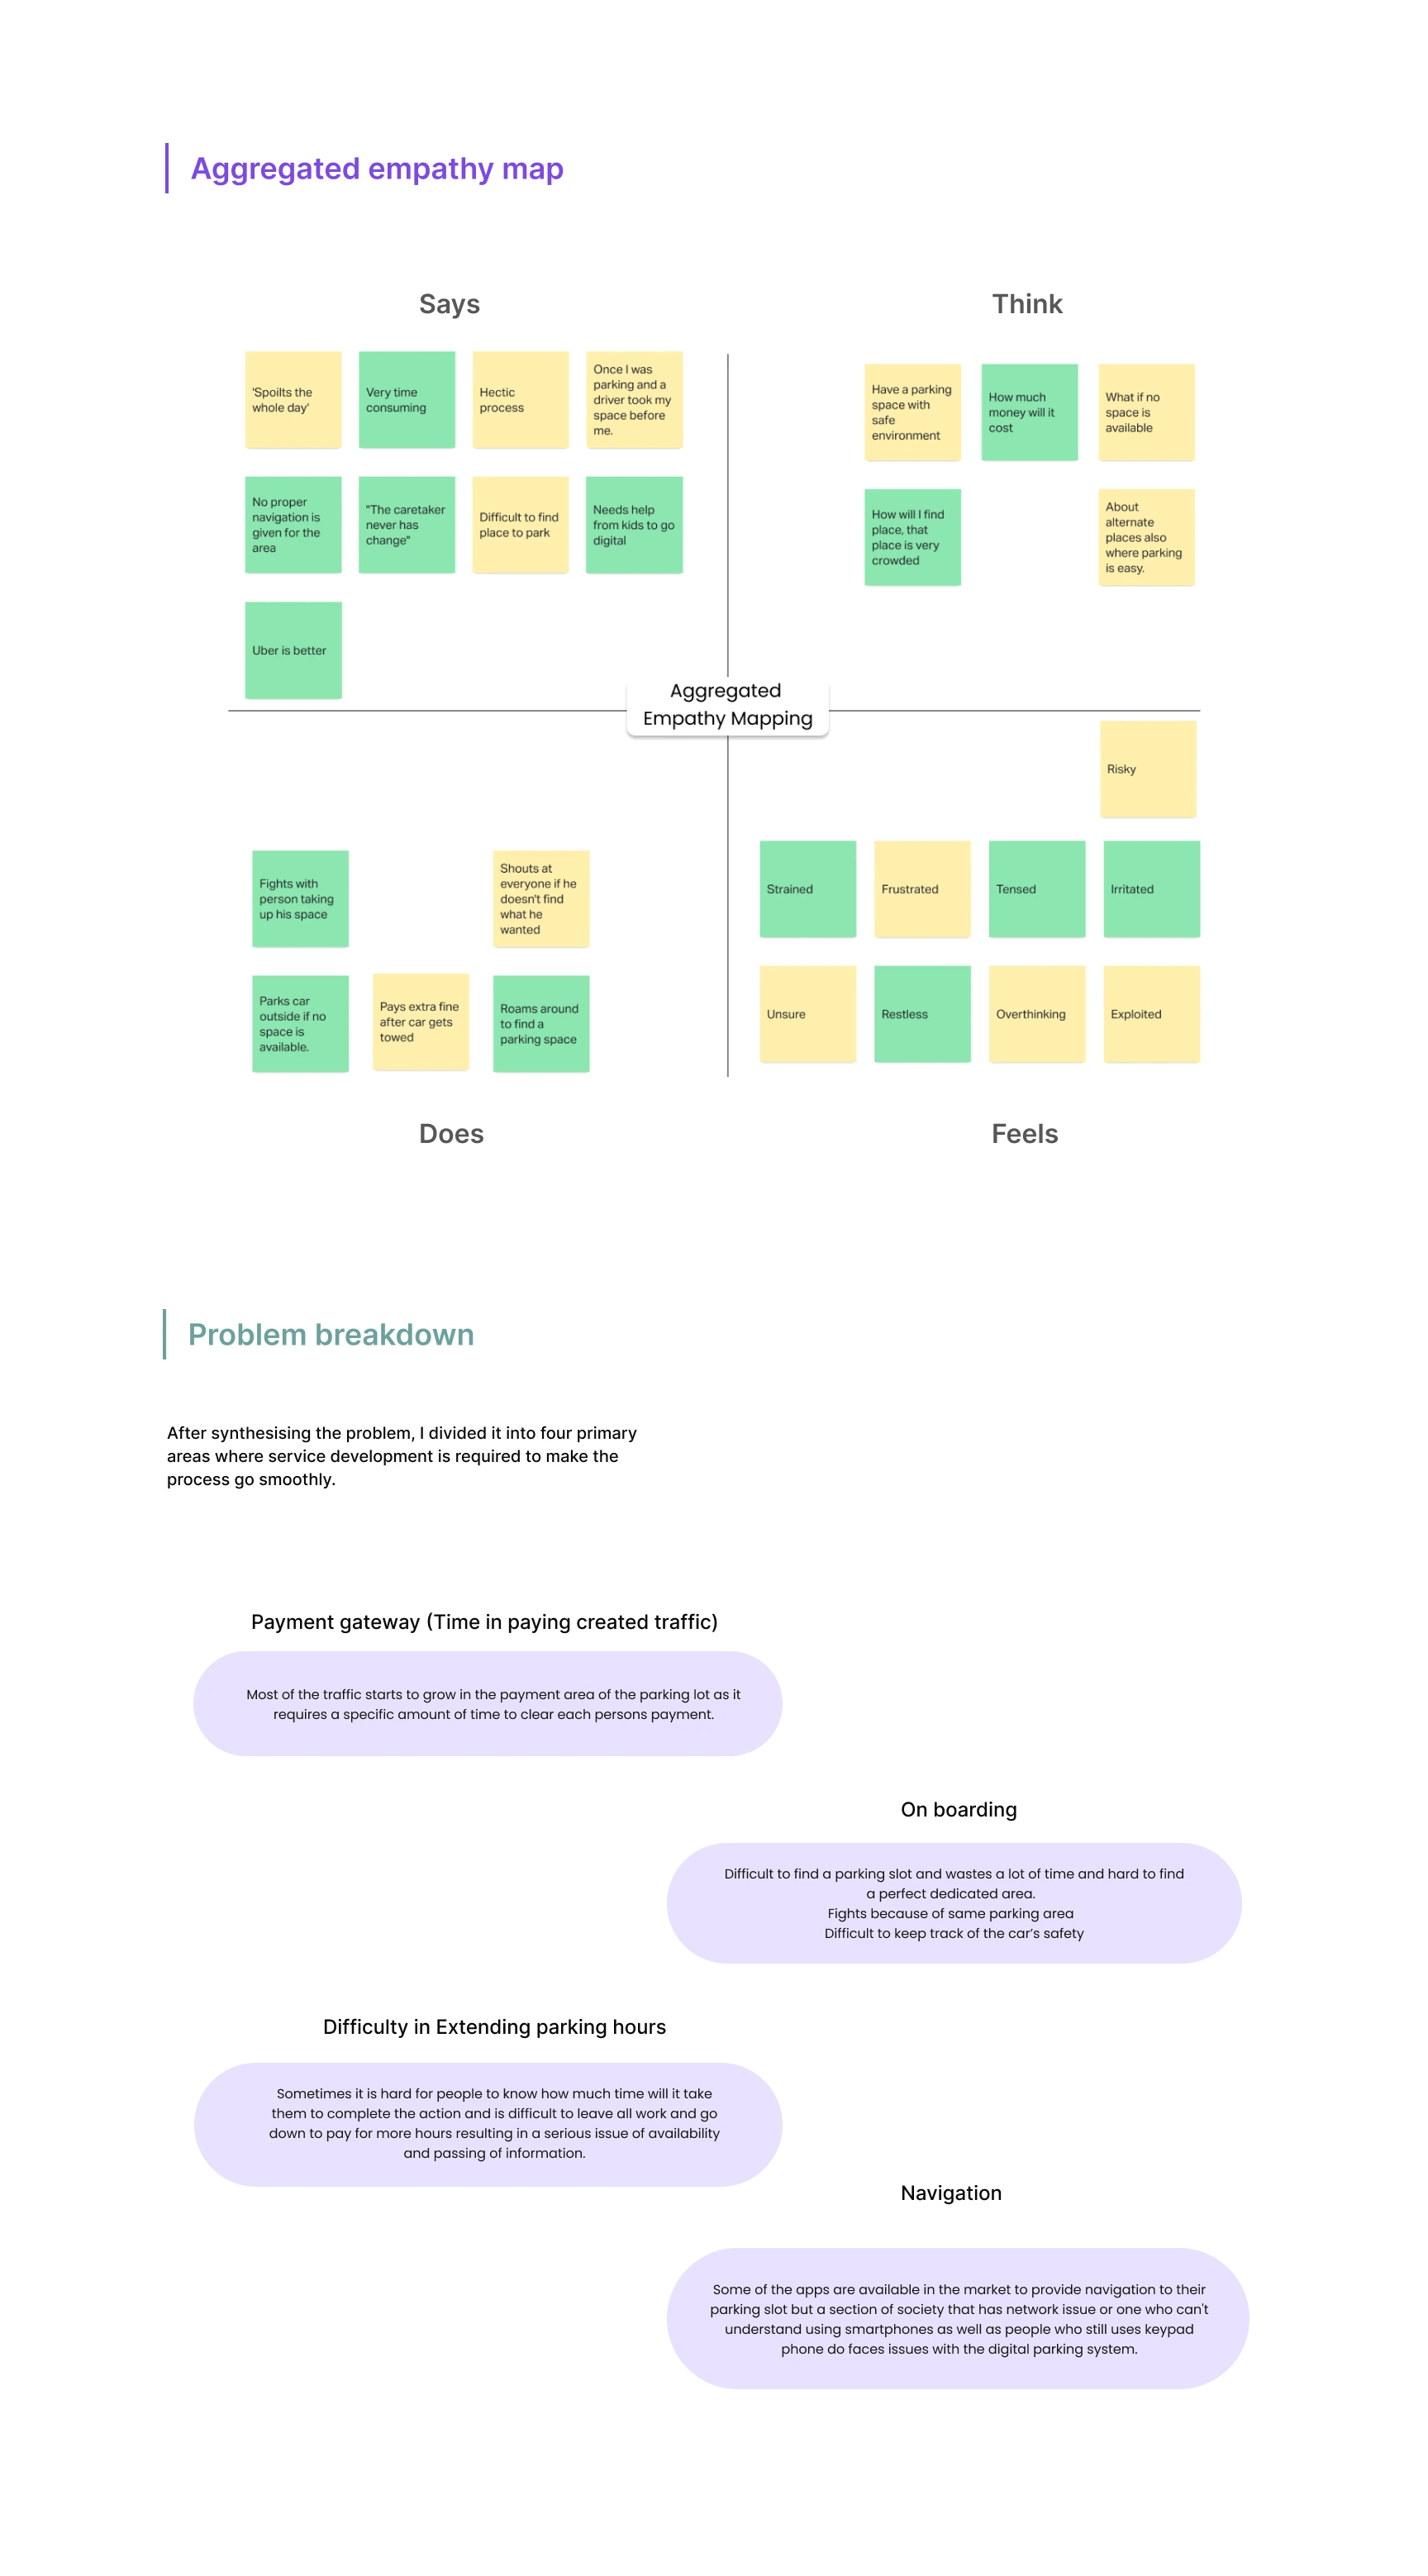 Aggregated empathy map
Says
Think
'Spoilts the
whole day'
Very time
consuming
Hectic
process
Once I was
parking and a
driver took my
space before
me.
No proper
navigation is
given for the
area
"The caretaker
never has
change"
Difficult to find
place to park
Needs help
from kids to go
digital
Uber is better
Have a parking
space with
safe
environment
How much
money will it
cost
What if no
space is
available
How will I find
place, that
place is very
crowded
About
alternate
places also
where parking
is easy.
Aggregated
Empathy Mapping
Fights with
person taking
up his space
Shouts at
everyone if he
doesn't find
what he
wanted
Parks car
outside if no
space is
available.
Pays extra fine
after car gets
towed
Roams around
to find a
parking space
Risky
Strained
Frustrated
Tensed
Irritated
Unsure
Restless
Overthinking
Exploited
Does
Feels
Problem breakdown
After synthesising the problem, I divided it into four primary
areas where service development is required to make the
process go smoothly.
Payment gateway (Time in paying created traffic)
Most of the traffic starts to grow in the payment area of the parking lot as it
requires a specific amount of time to clear each persons payment.
On boarding
Difficult to find a parking slot and wastes a lot of time and hard to find
a perfect dedicated area.
Fights because of same parking area
Difficult to keep track of the car's safety
Difficulty in Extending parking hours
Sometimes it is hard for people to know how much time will it take
them to complete the action and is difficult to leave all work and go
down to pay for more hours resulting in a serious issue of availability
and passing of information.
Navigation
Some of the apps are available in the market to provide navigation to their
parking slot but a section of society that has network issue or one who can't
understand using smartphones as well as people who still uses keypad
phone do faces issues with the digital parking system.